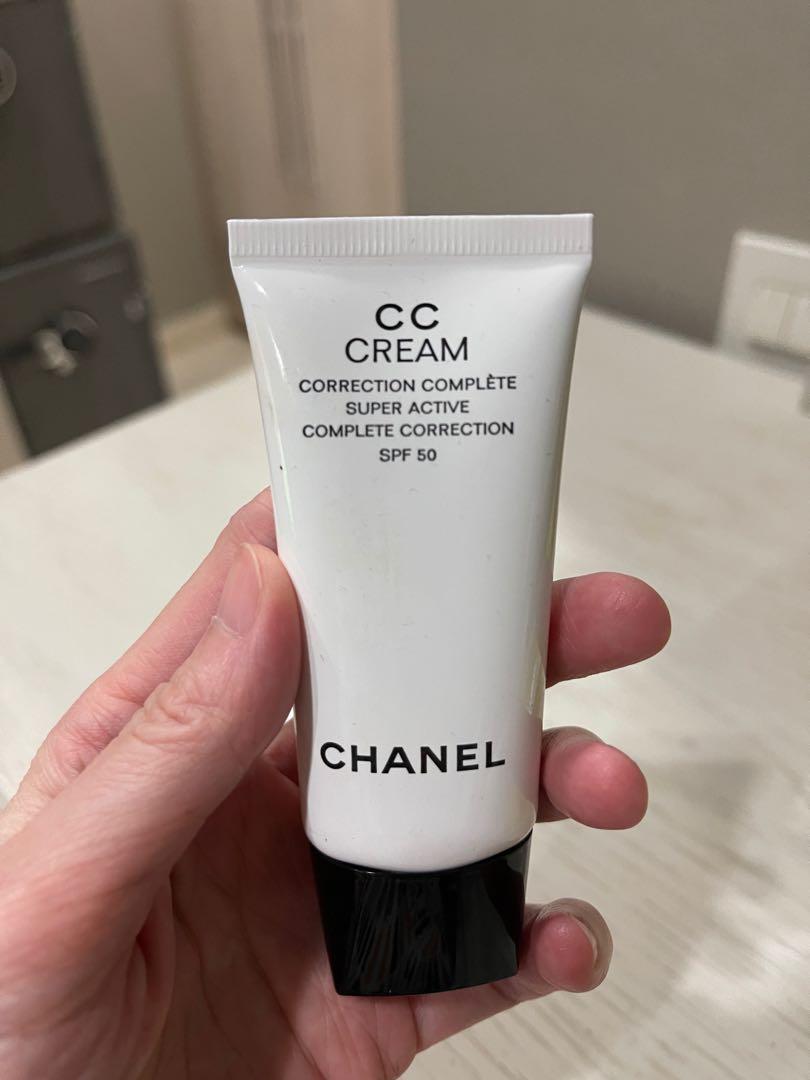 CC
CREAM
CORRECTION COMPLÈTE
SUPER ACTIVE
COMPLETE CORRECTION
SPF 50
CHANEL